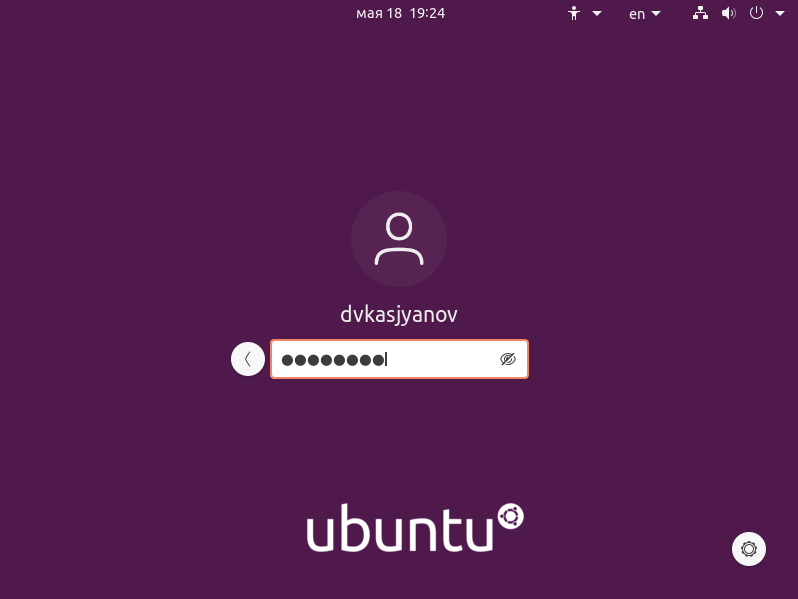 мая 18 19:24
en
dvkasjyanov
ubuntu